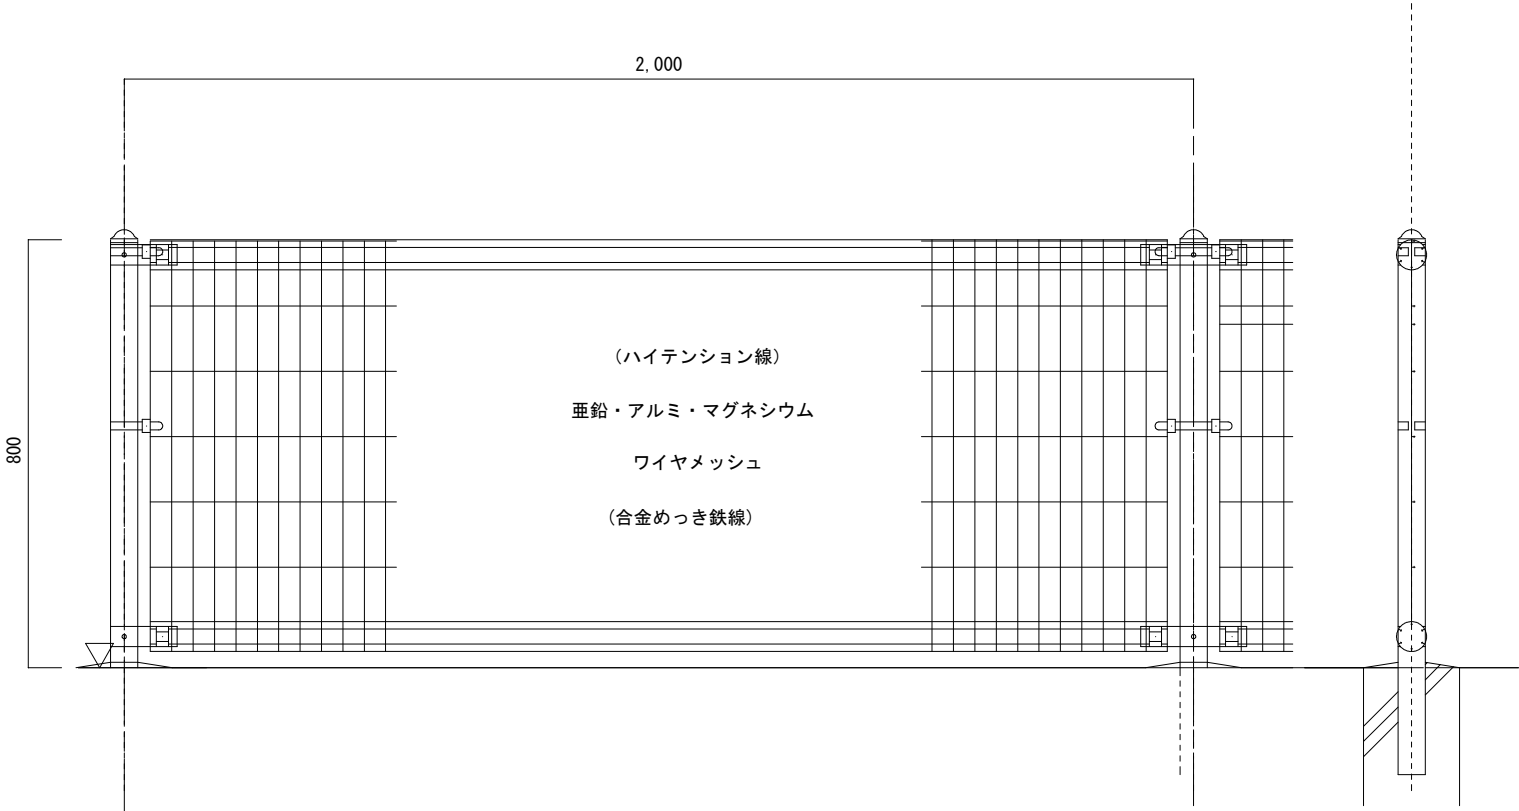 2,000
(ハイテンション線)
亜鉛・アルミ・マグネシウム
800
ワイヤメッシュ
(合金めっき鉄線)